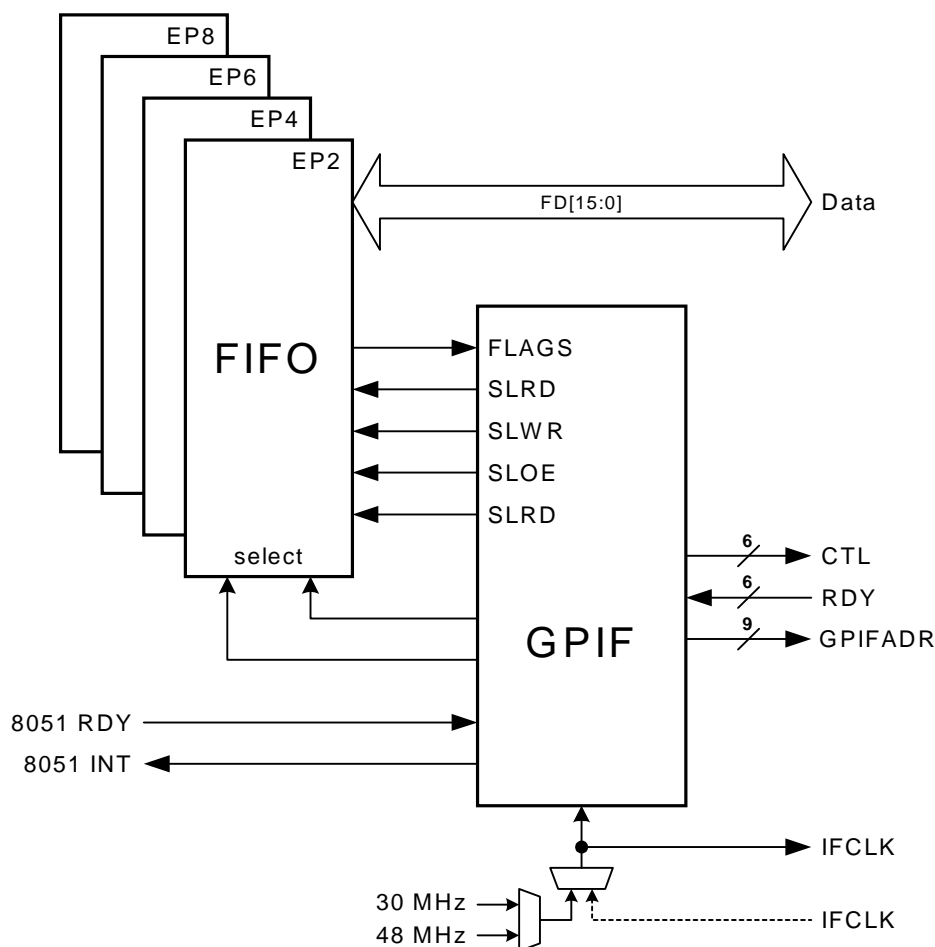 EP8
EP6
EP4
EP2
FD[15:0]
Data
FIFO
FLAGS
SLRD
SLWR
SLOE
SLRD
select
6
CTL
6
RDY
9
GPIFADR
GPIF
8051 RDY
8051 INT
IFCLK
30 MHz
48 MHz
IFCLK